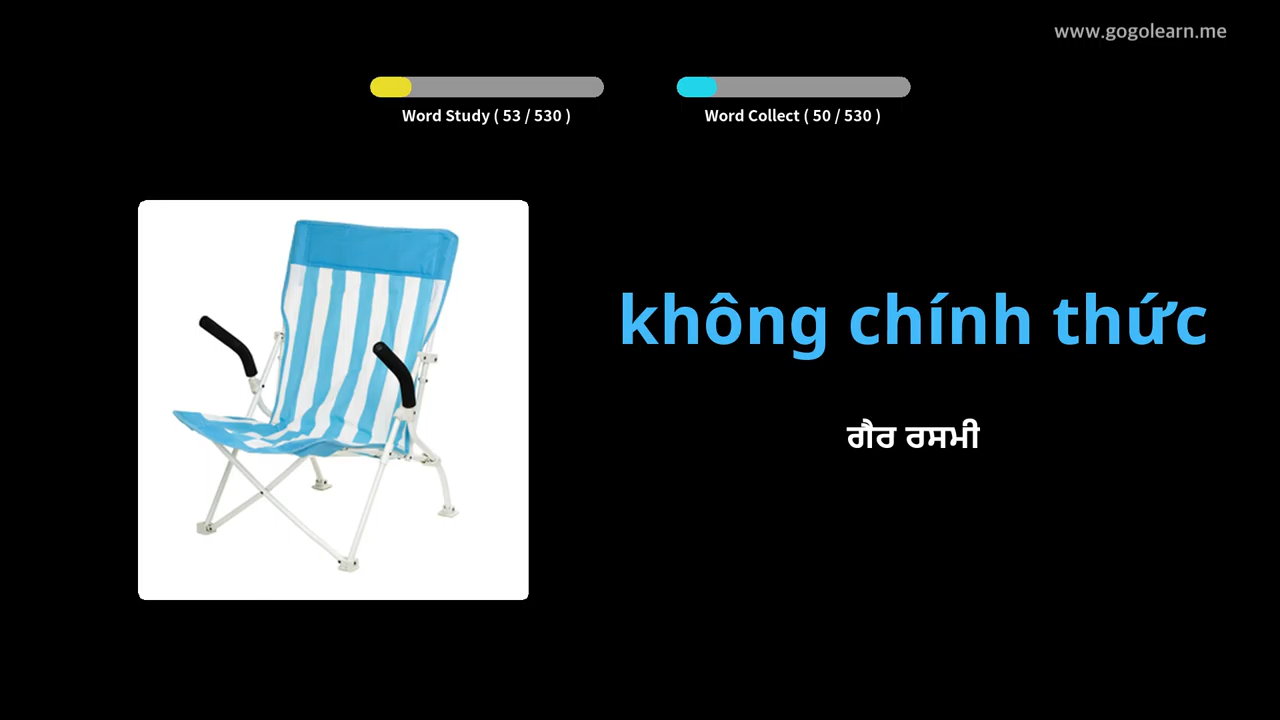 www.gogolearn.me
Word Study ( 53 / 530 )
Word Collect ( 50 / 530 )
không chính thức
ਗੈਰ ਰਸਮੀ